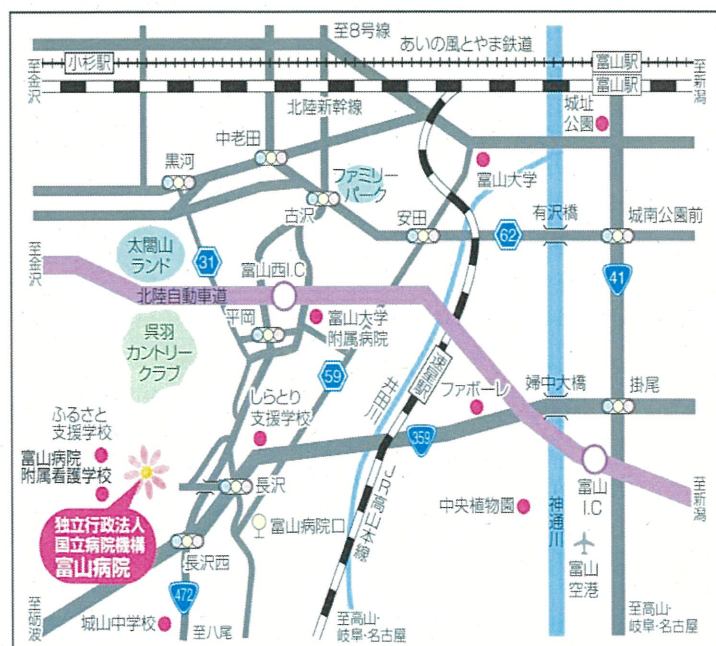 至8号線
あいの風とやま鉄道
至金沢
小杉駅
富山駅
富山駅
至新潟
北陸新幹線
城址
公園
中老田
黒河
ファミリー
パーク
富山大学
古沢
安田
62
有沢橋
城南公園前
太閤山
ランド
31
富山西I.C
41
至金沢
北陸自動車道
平岡
富山大学
附属病院
呉羽
カントリー
クラブ
59
速星駅
井田川
ファボーレ
婦中大橋
掛尾
しらとり
支援学校
ふるさと
支援学校
359
富山病院
附属看護学校
長沢
JR高山本線
中央植物園
神通川
富山
I.C
至新潟
独立行政法人
国立病院機構
富山病院
富山病院口
長沢西
富山
空港
472
至砺波
城山中学校
至八尾
至高山・
岐阜・名古屋
至高山・
岐阜・名古屋